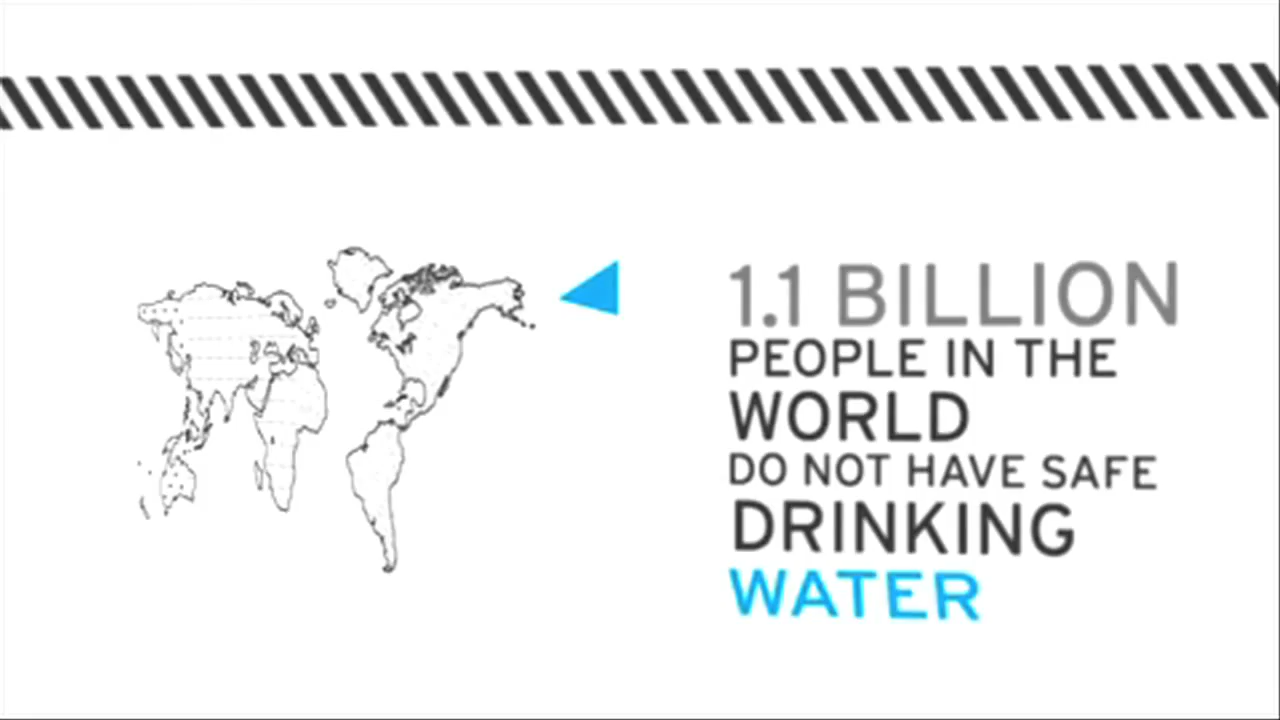 1.1 BILLION
PEOPLE IN THE
WORLD
DO NOT HAVE SAFE
DRINKING
WATER